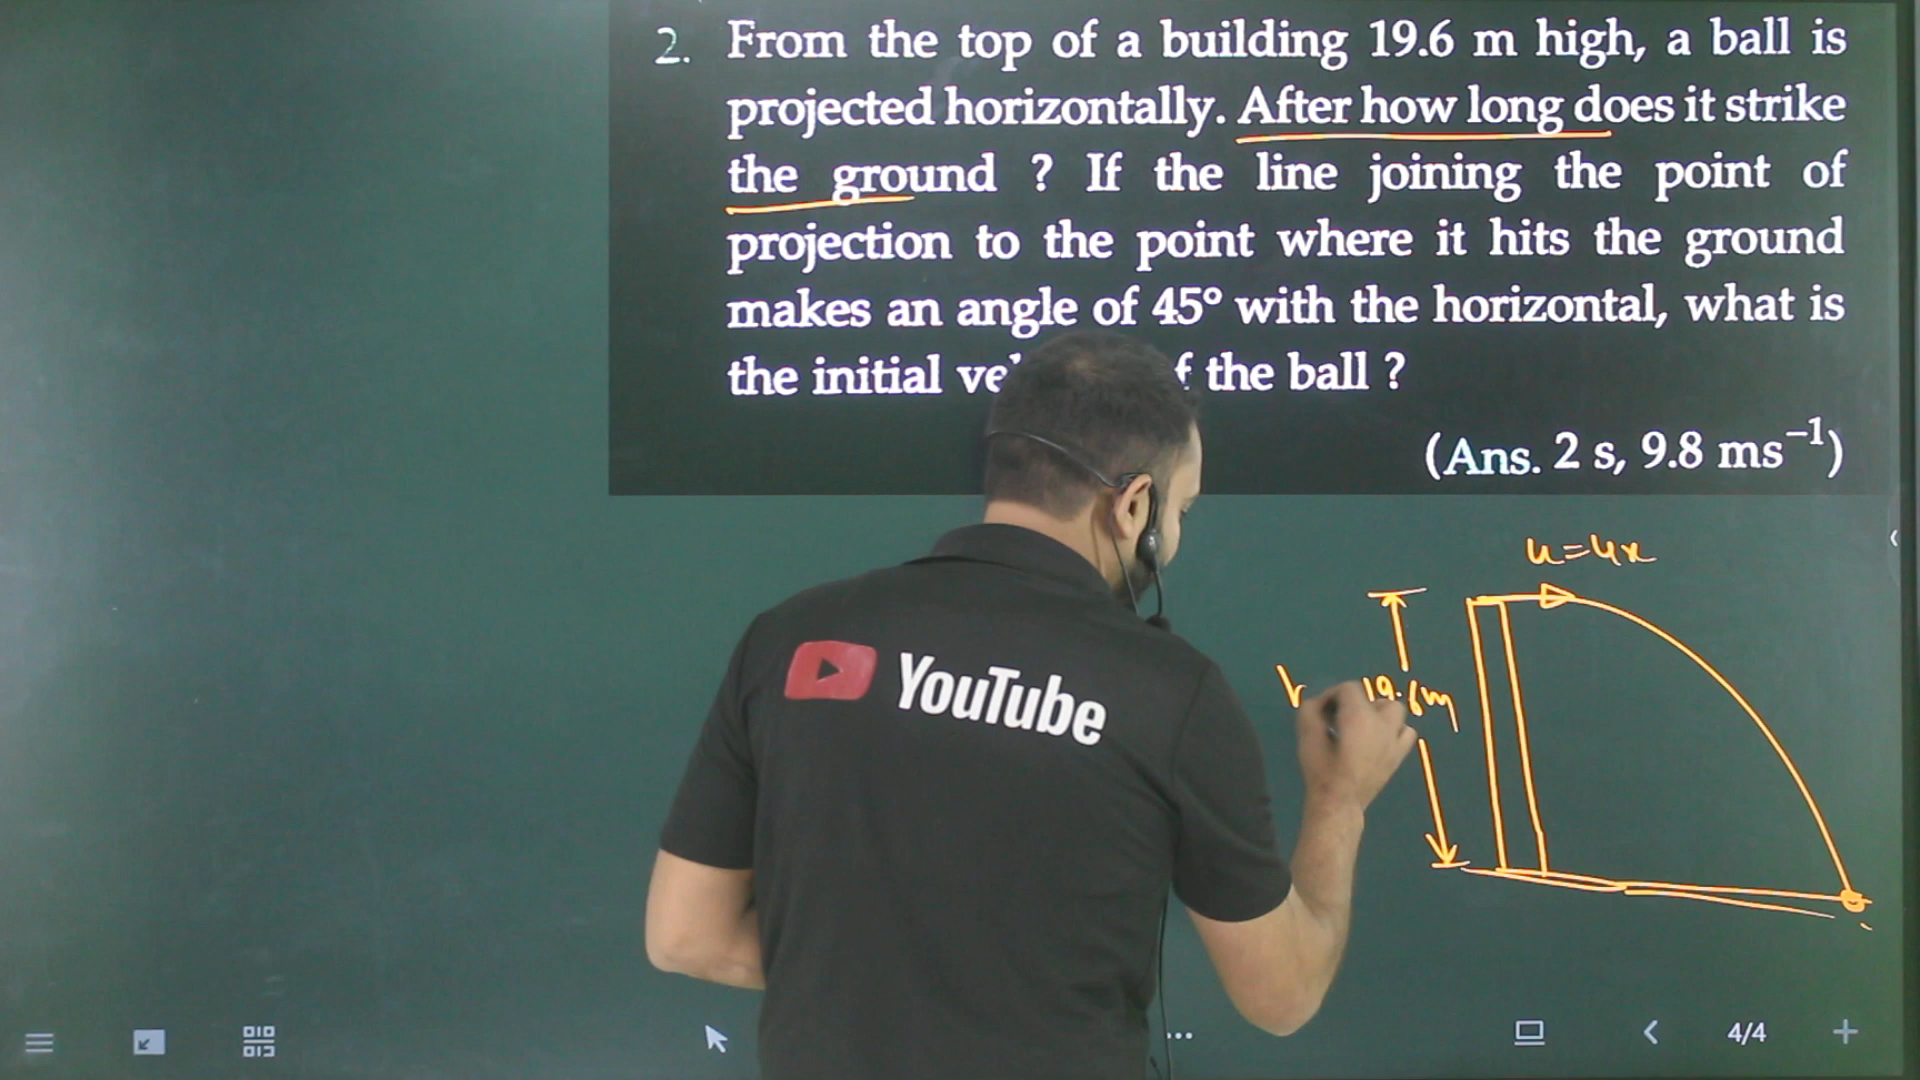 2. From the top of a building 19.6 m high, a ball is
projected horizontally. After how long does it strike
the ground ? If the line joining the point of
projection to the point where it hits the ground
makes an angle of 45° with the horizontal, what is
the initial f the ball ?
(Ans. 2 s, 9.8 ms⁻¹)
u=ux
19.6m
YouTube
4/4